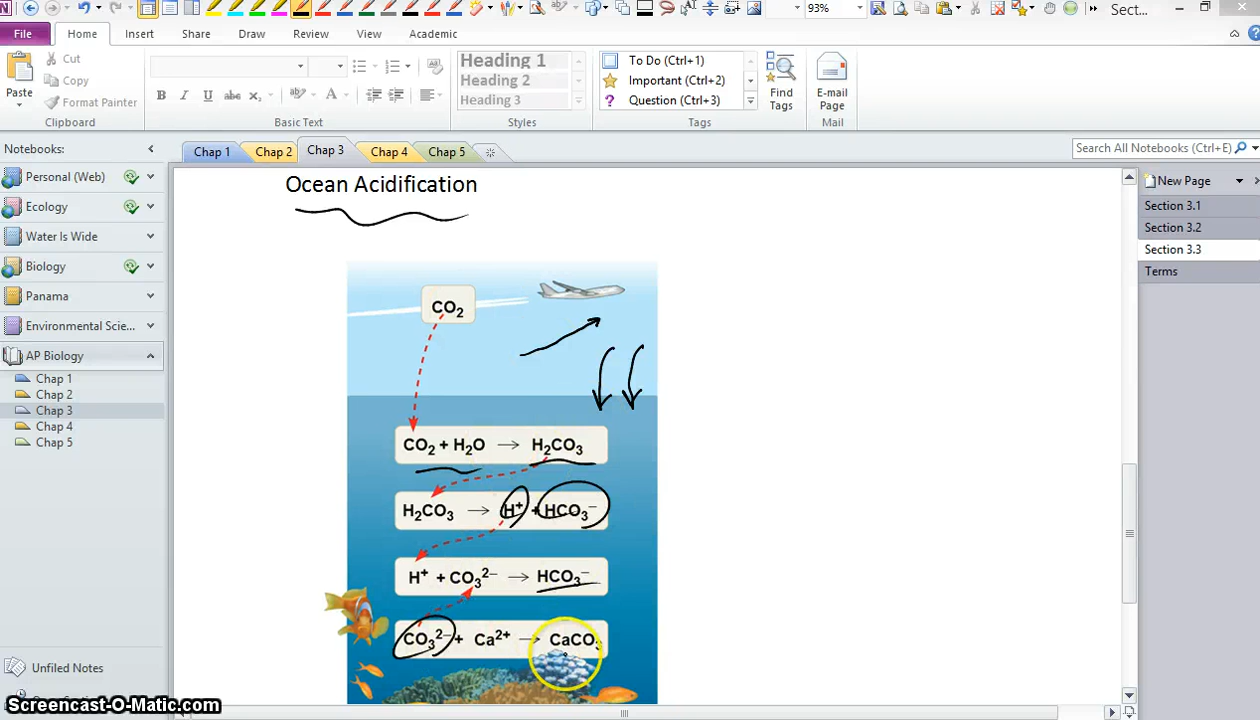 93%
Sect...
File
Home
Insert
Share
Draw
Review
View
Academic
Paste
Cut
Copy
Format Painter
Clipboard
B I U abc X₂
A
Basic Text
Heading 1
Heading 2
Heading 3
Styles
To Do (Ctrl+1)
Important (Ctrl+2)
? Question (Ctrl+3)
Tags
Find
Tags
E-mail
Page
Mail
Notebooks:
Chap 1
Chap 2
Chap 3
Chap 4
Chap 5
Search All Notebooks (Ctrl+E)
Personal (Web)
Ecology
Water Is Wide
Biology
Panama
Environmental Scie...
AP Biology
Chap 1
Chap 2
Chap 3
Chap 4
Chap 5
Unfiled Notes
New Page
Section 3.1
Section 3.2
Section 3.3
Terms
Ocean Acidification
CO₂
CO₂ + H₂O → H₂CO₃
H₂CO₃ → H⁺ + HCO₃⁻
H⁺ + CO₃²⁻ → HCO₃⁻
CO₃²⁻ + Ca²⁺ → CaCO₃
Screencast-O-Matic.com